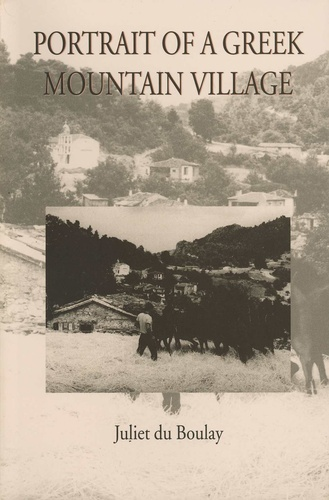 PORTRAIT OF A GREEK
MOUNTAIN VILLAGE
Juliet du Boulay